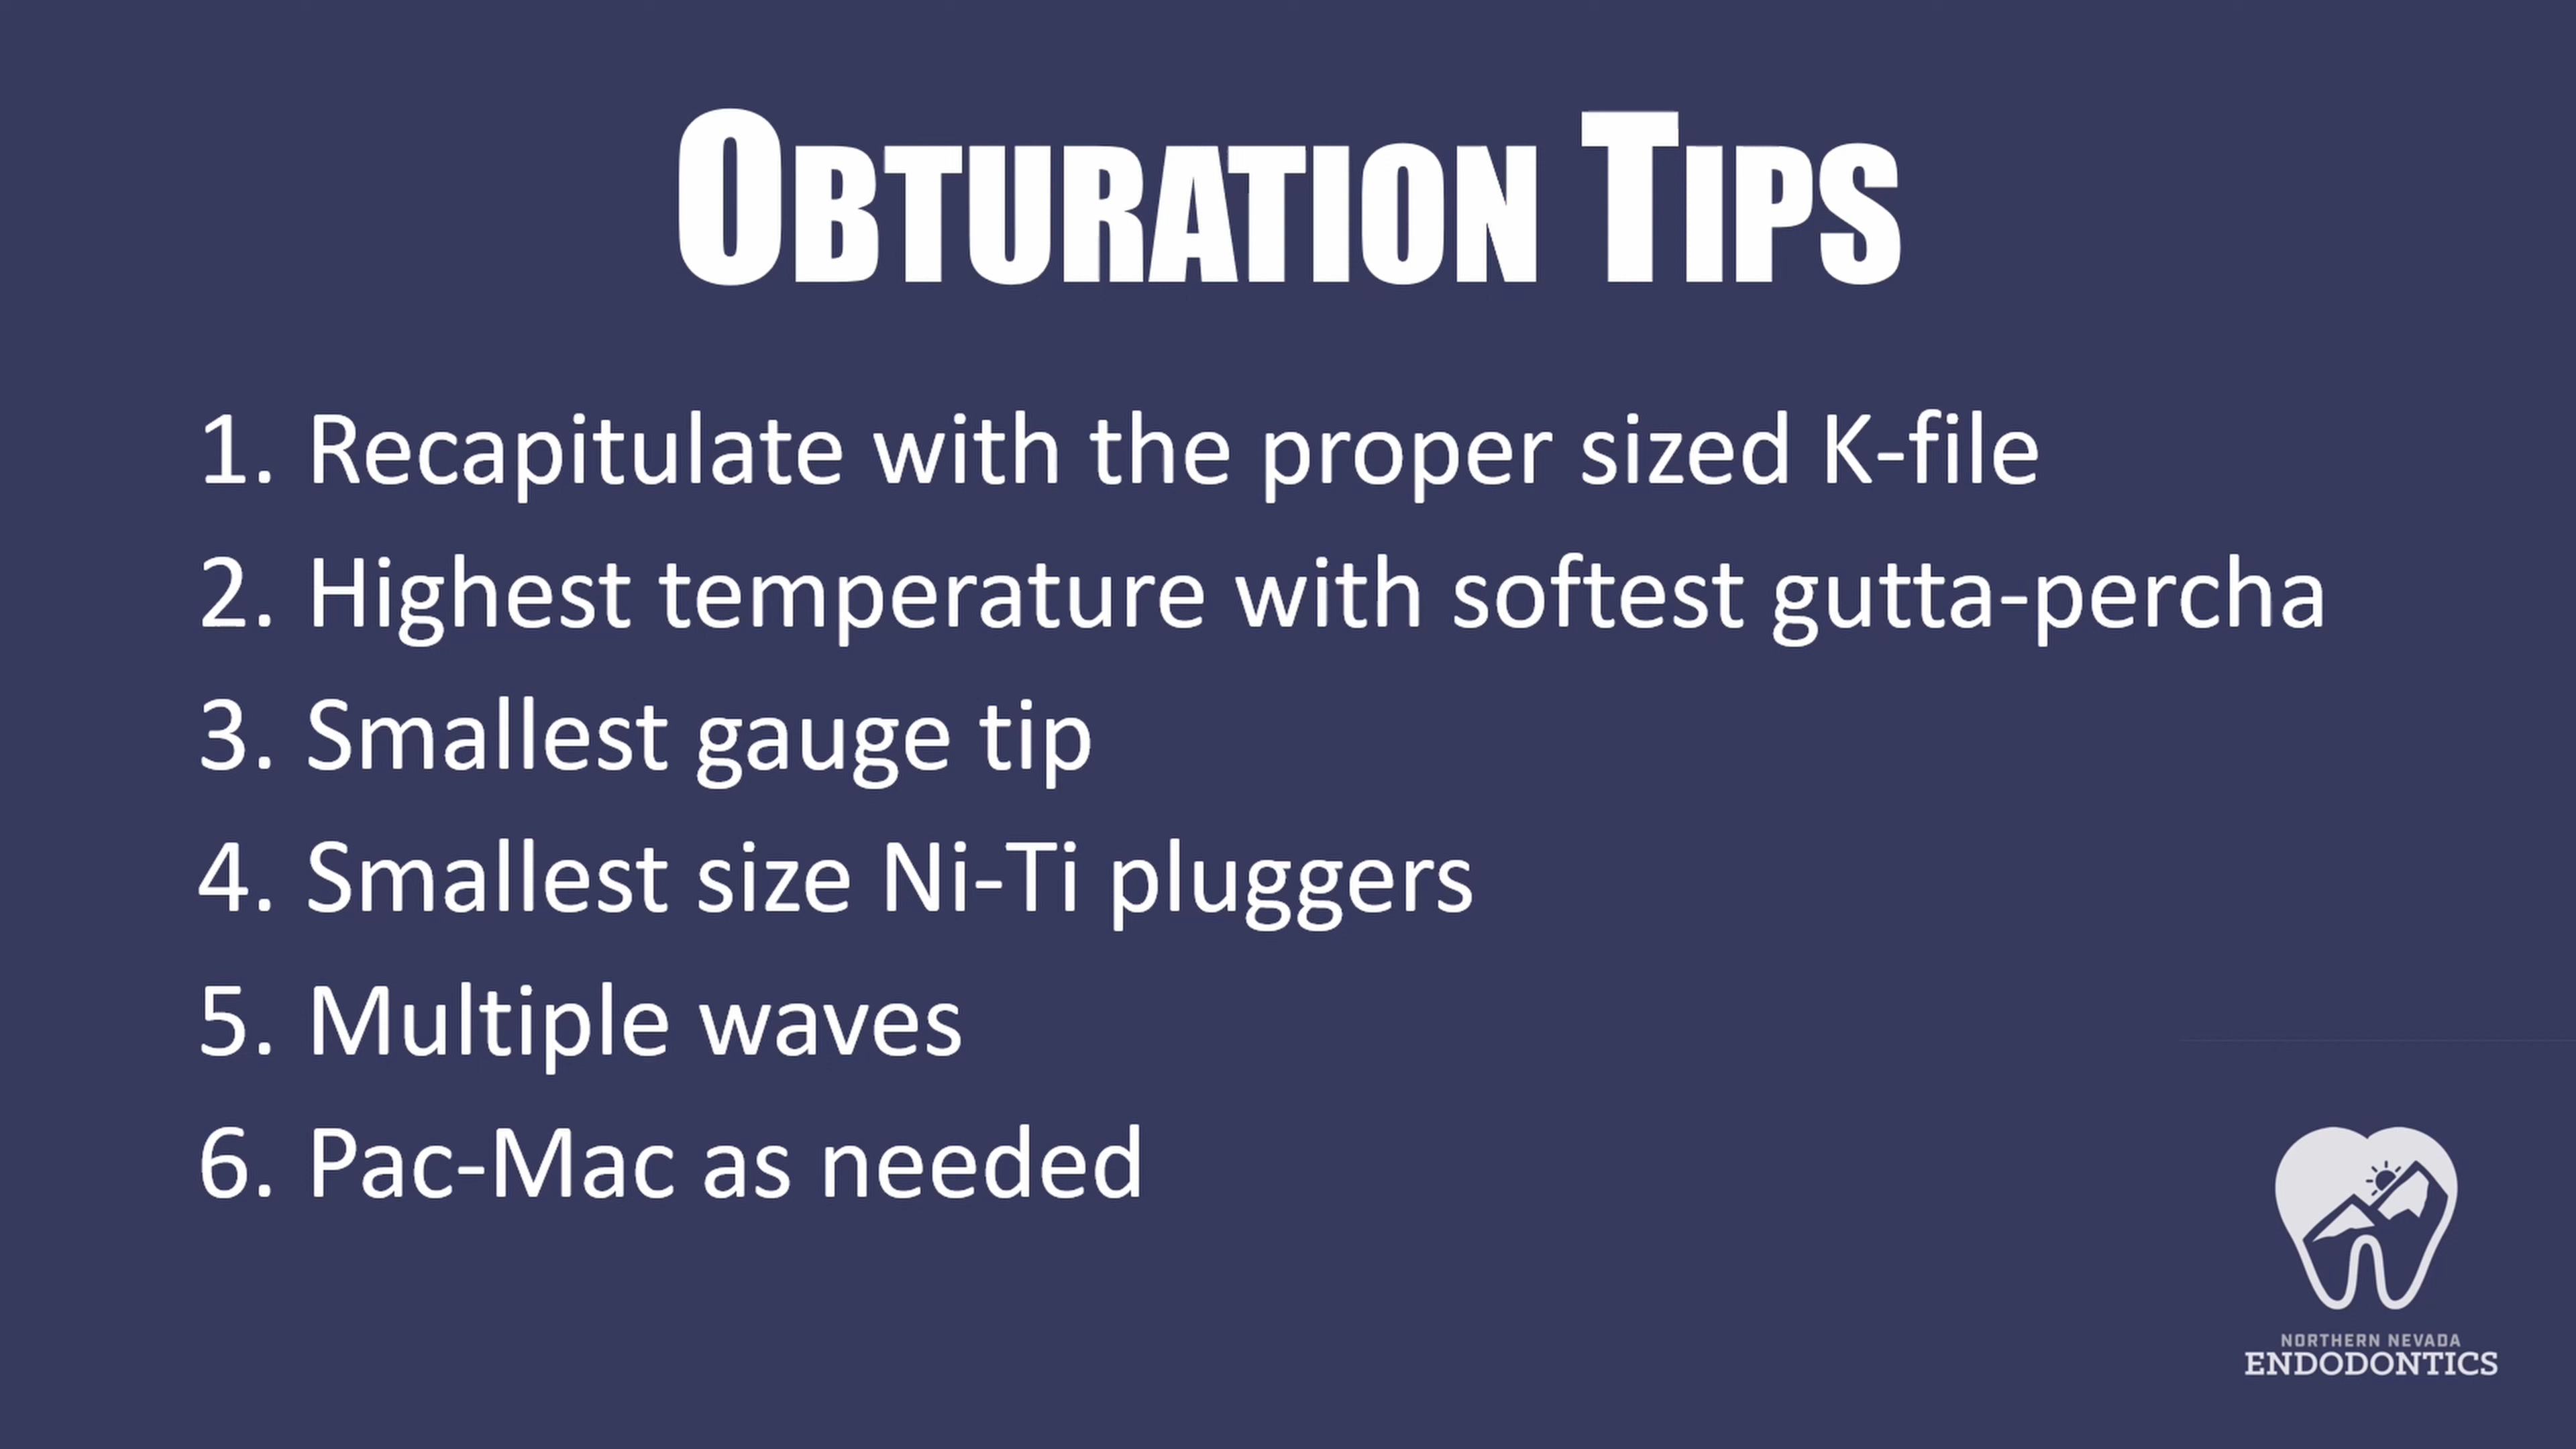 OBTURATION TIPS
1. Recapitulate with the proper sized K-file
2. Highest temperature with softest gutta-percha
3. Smallest gauge tip
4. Smallest size Ni-Ti pluggers
5. Multiple waves
6. Pac-Mac as needed
NORTHERN NEVADA
ENDODONTICS